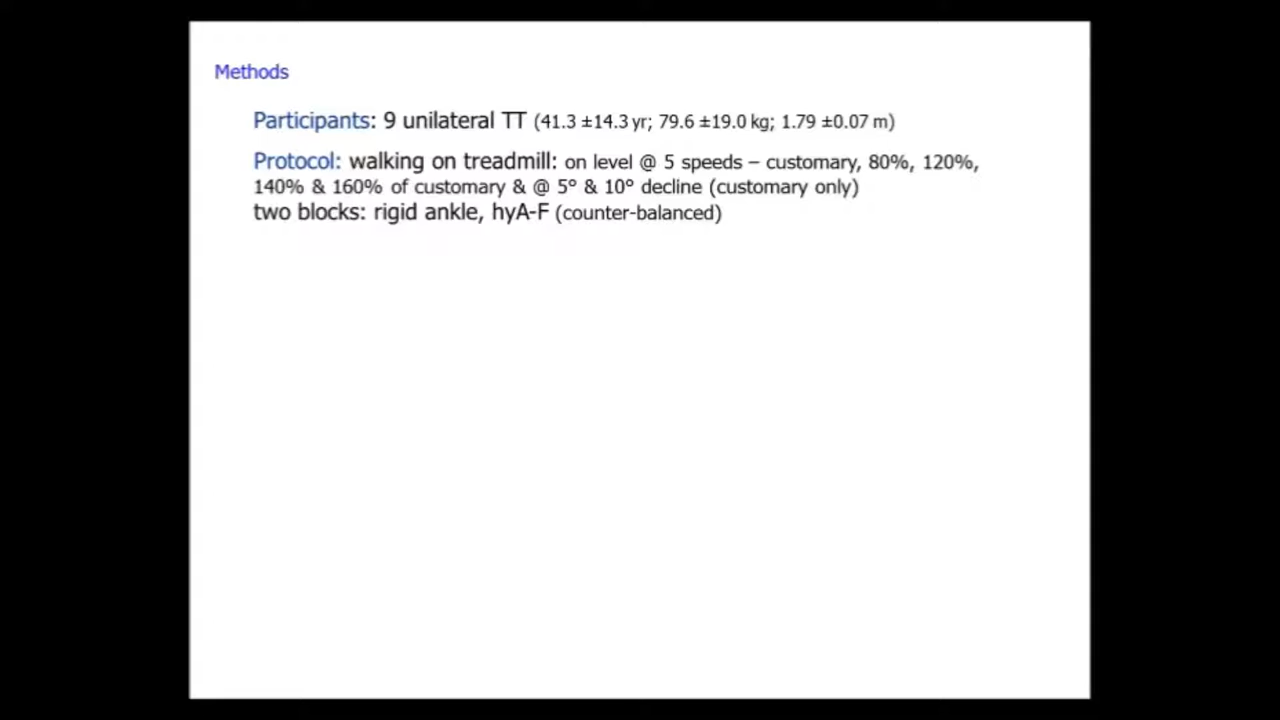 Methods
Participants: 9 unilateral TT (41.3 ±14.3 yr; 79.6 ±19.0 kg; 1.79 ±0.07 m)
Protocol: walking on treadmill: on level @ 5 speeds – customary, 80%, 120%,
140% & 160% of customary & @ 5° & 10° decline (customary only)
two blocks: rigid ankle, hyA-F (counter-balanced)